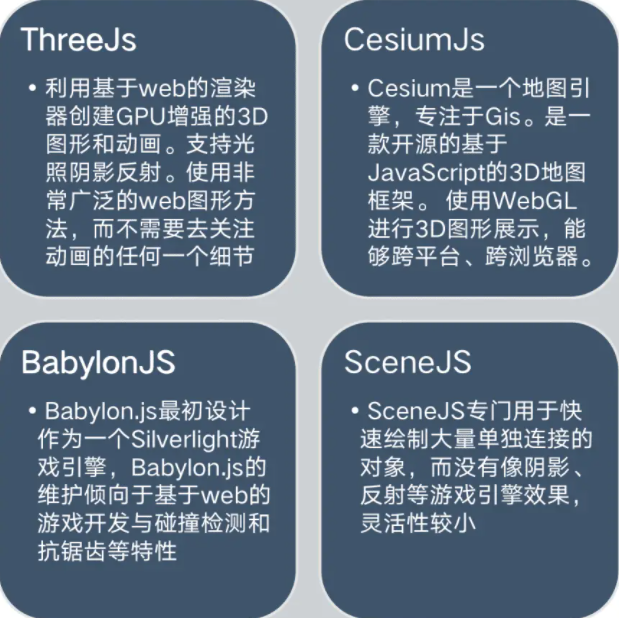 ThreeJs
• 利用基于web的渲染
器创建GPU增强的3D
图形和动画。支持光
照阴影反射。使用非
常广泛的web图形方
法，而不需要去关注
动画的任何一个细节
CesiumJs
• Cesium是一个地图引
擎，专注于Gis。是一
款开源的基于
JavaScript的3D地图
框架。 使用WebGL
进行3D图形展示，能
够跨平台、跨浏览器。
BabylonJS
• Babylon.js最初设计
作为一个Silverlight游
戏引擎，Babylon.js的
维护倾向于基于web的
游戏开发与碰撞检测和
抗锯齿等特性
SceneJS
• SceneJS专门用于快
速绘制大量单独连接的
对象，而没有像阴影、
反射等游戏引擎效果，
灵活性较小